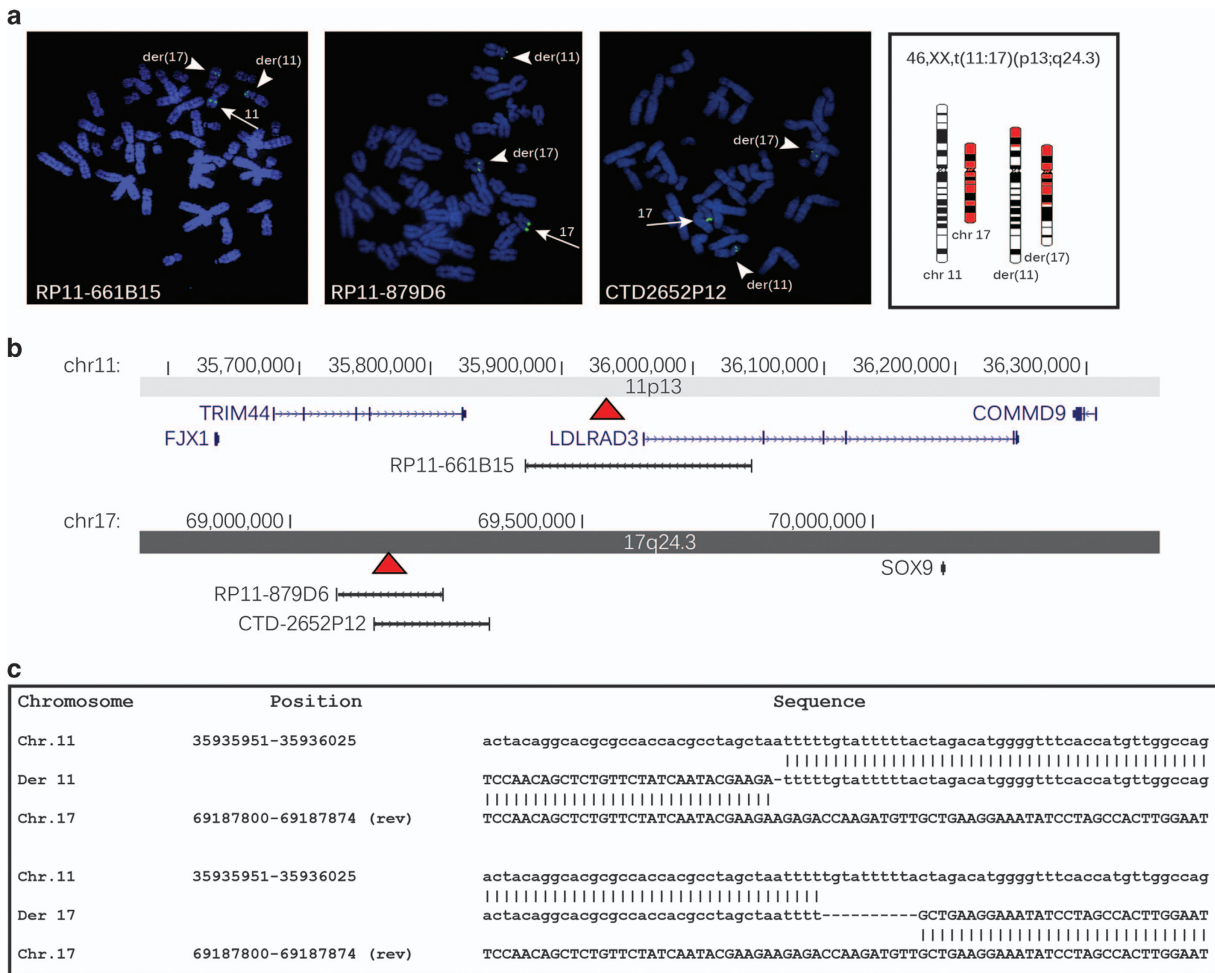 a
der(17)
der(11)
11
RP11-661B15
der(11)
der(17)
17
RP11-879D6
der(17)
17
der(11)
CTD2652P12
46,XX,t(11:17)(p13;q24.3)
chr 11
chr 17
der(11)
der(17)
b
chr11: 35,700,000 35,800,000 35,900,000 36,000,000 36,100,000 36,200,000 36,300,000
11p13
TRIM44 COMMD9
FJX1 LDLRAD3
RP11-661B15
chr17: 69,000,000 69,500,000 70,000,000
17q24.3
SOX9
RP11-879D6
CTD-2652P12
c
Chromosome Position Sequence
Chr.11 35935951-35936025 actacaggcacgcgccaccacgcctagctaatttttgtatttttactagacatggggtttcaccatgttggccag
Der 11 TCCAACAGCTCTGTTCTATCAATACGAAGA-tttttgtatttttactagacatggggtttcaccatgttggccag
Chr.17 69187800-69187874 (rev) TCCAACAGCTCTGTTCTATCAATACGAAGAAGAGACCAAGATGTTGCTGAAGGAAATATCCTAGCCACTTGGAAT
Chr.11 35935951-35936025 actacaggcacgcgccaccacgcctagctaatttttgtatttttactagacatggggtttcaccatgttggccag
Der 17 actacaggcacgcgccaccacgcctagctaatttt----------GCTGAAGGAAATATCCTAGCCACTTGGAAT
Chr.17 69187800-69187874 (rev) TCCAACAGCTCTGTTCTATCAATACGAAGAAGAGACCAAGATGTTGCTGAAGGAAATATCCTAGCCACTTGGAAT